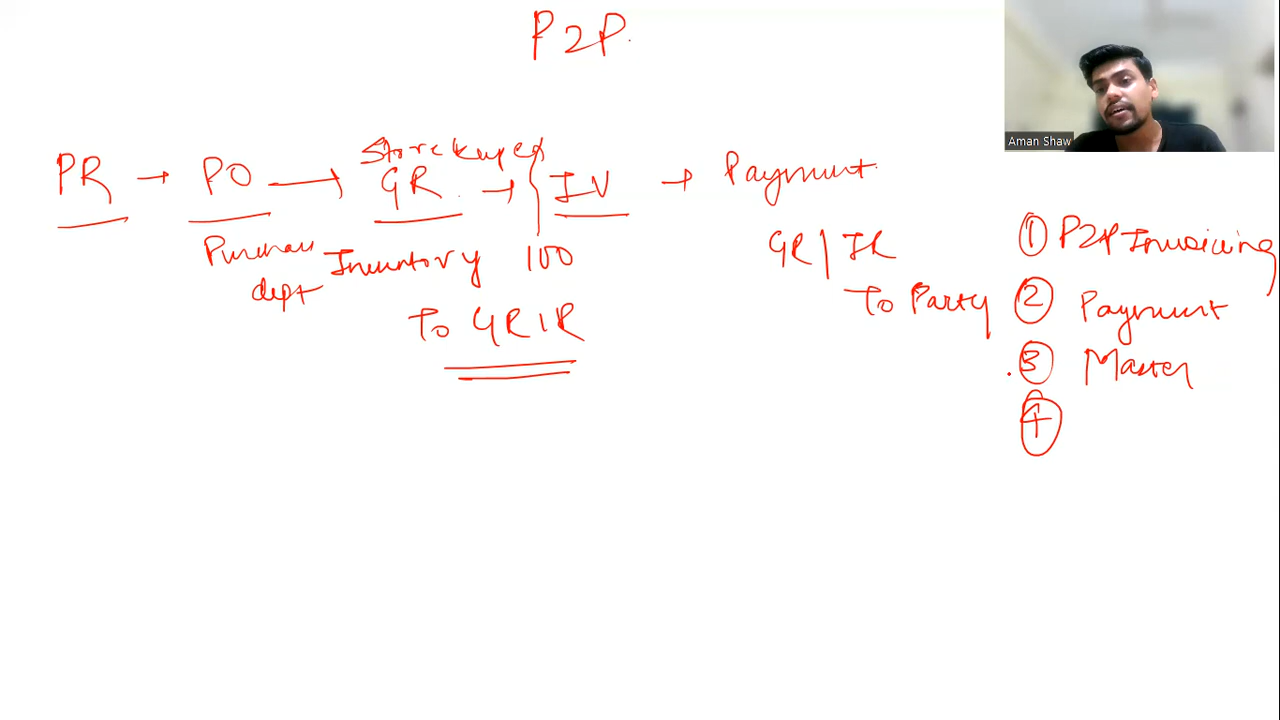 P2P
Aman Shaw
Storekeeper
PR → PO → GR → IV → Payment
Purchase dept
Inventory 100
To GRIR
GR/IR
To Party
① P2P Invoicing
② Payment
③ Master
④